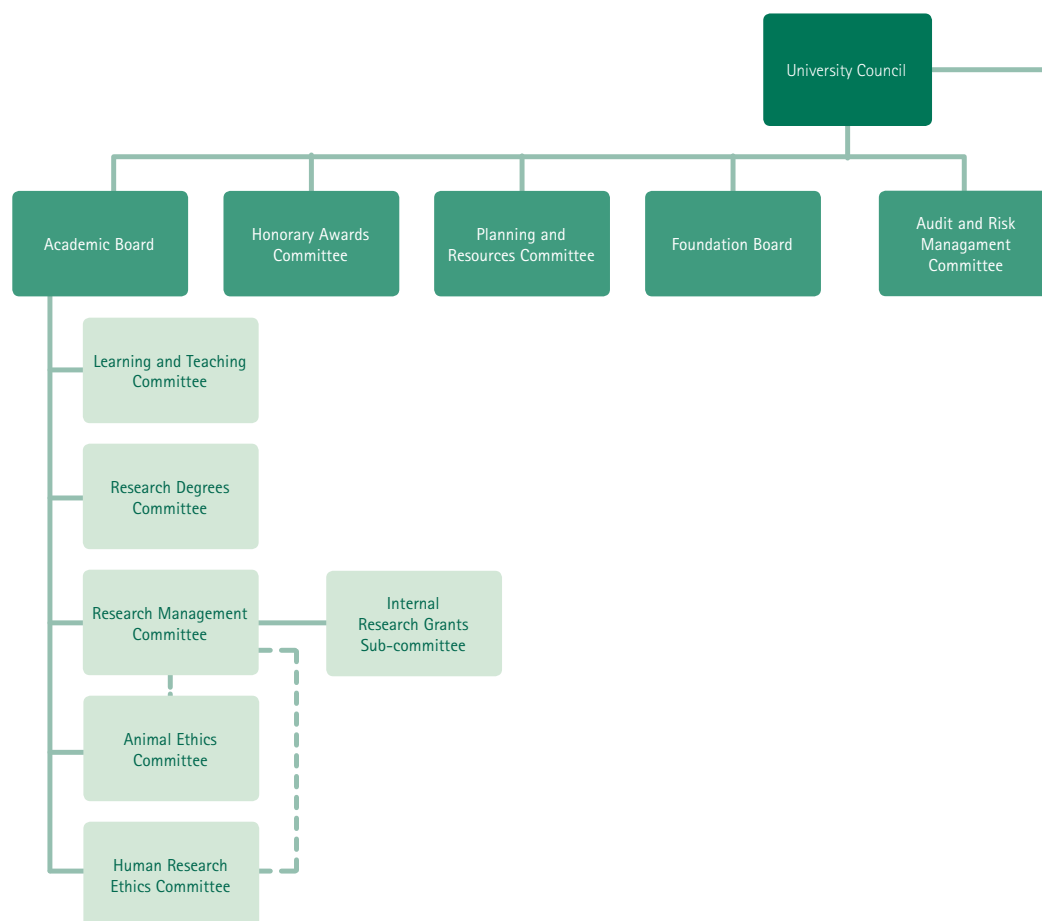 University Council
Academic Board
Honorary Awards
Committee
Planning and
Resources Committee
Foundation Board
Audit and Risk
Managament
Committee
Learning and Teaching
Committee
Research Degrees
Committee
Research Management
Committee
Internal
Research Grants
Sub-committee
Animal Ethics
Committee
Human Research
Ethics Committee